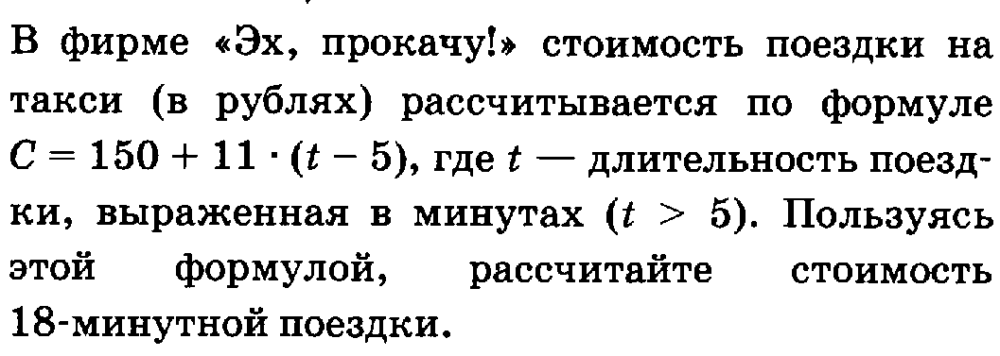 В фирме «Эх, прокачу!» стоимость поездки на
такси (в рублях) рассчитывается по формуле
C = 150 + 11 · (t − 5), где t — длительность поезд-
ки, выраженная в минутах (t > 5). Пользуясь
этой формулой, рассчитайте стоимость
18-минутной поездки.